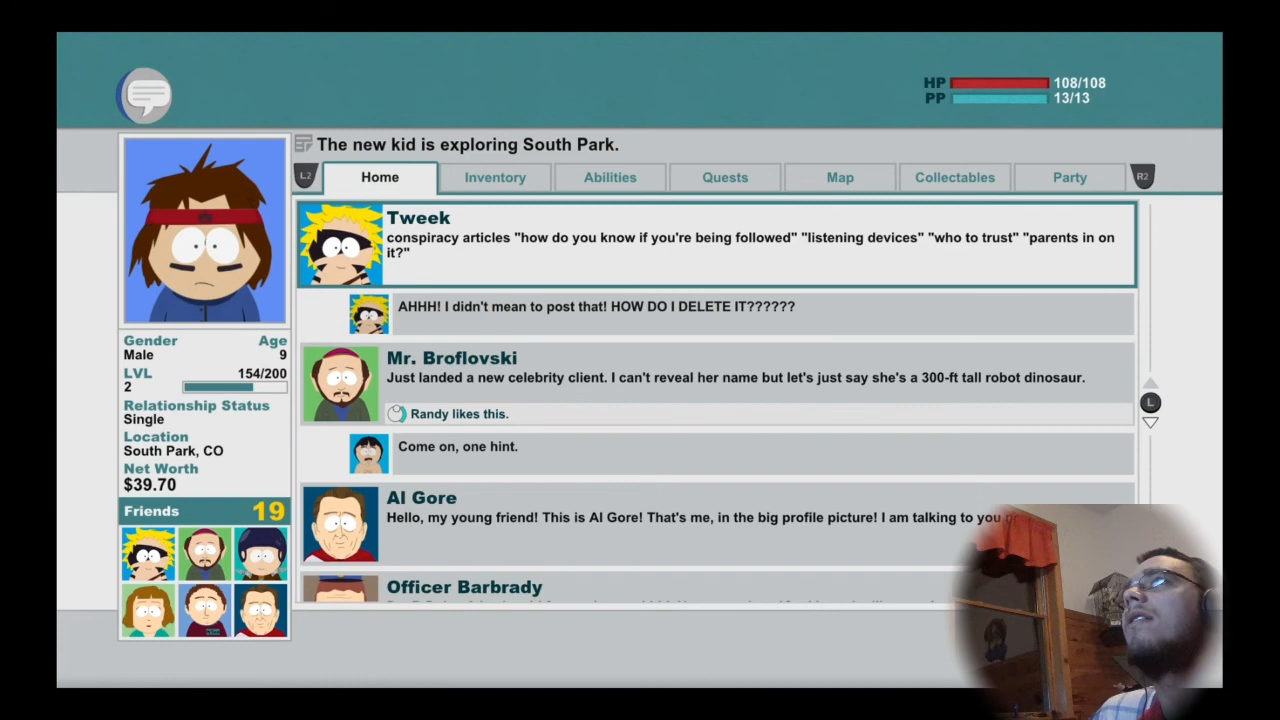 HP 108/108
PP 13/13
The new kid is exploring South Park.
L2 Home Inventory Abilities Quests Map Collectables Party R2
Tweek
conspiracy articles "how do you know if you're being followed" "listening devices" "who to trust" "parents in on
it?"
AHHH! I didn't mean to post that! HOW DO I DELETE IT??????
Mr. Broflovski
Just landed a new celebrity client. I can't reveal her name but let's just say she's a 300-ft tall robot dinosaur.
Randy likes this.
Come on, one hint.
Al Gore
Hello, my young friend! This is Al Gore! That's me, in the big profile picture! I am talking to you
Officer Barbrady
L
Gender Age
Male 9
LVL 154/200
2
Relationship Status
Single
Location
South Park, CO
Net Worth
$39.70
Friends 19